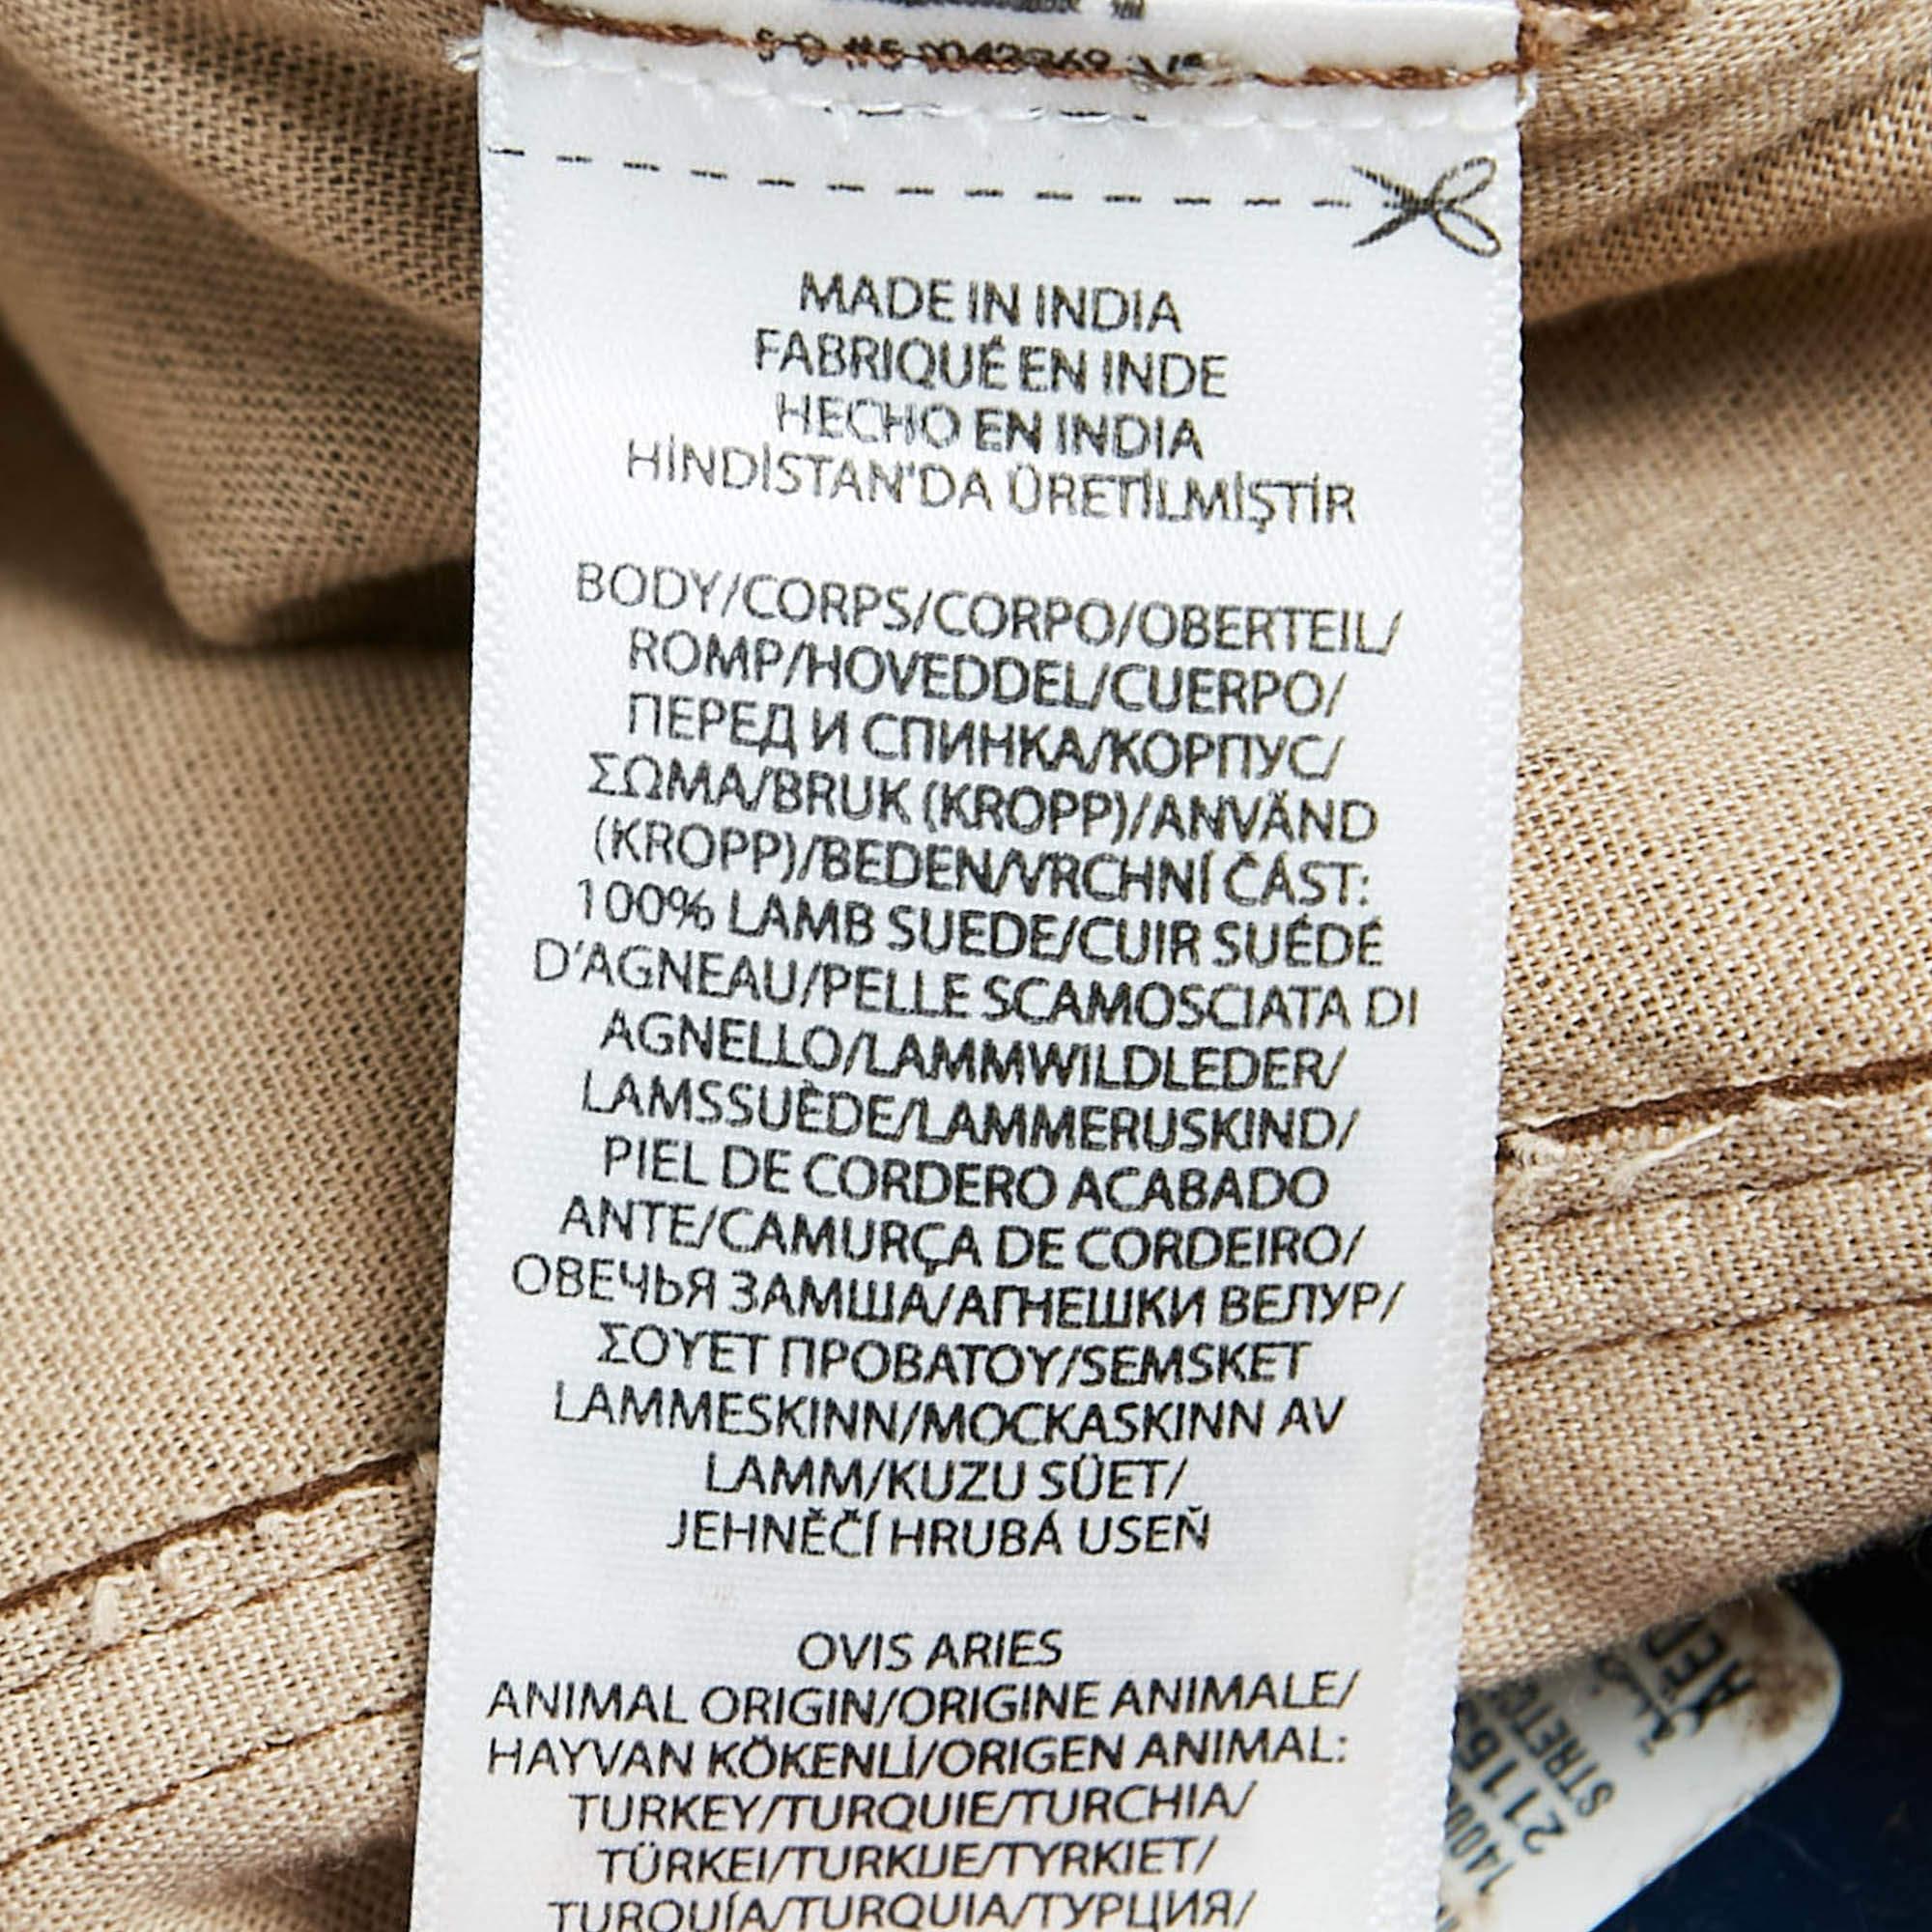 MADE IN INDIA
FABRIQUÉ EN INDE
HECHO EN INDIA
HİNDİSTAN'DA ÜRETİLMİŞTİR
BODY/CORPS/CORPO/OBERTEIL/
ROMP/HOVEDDEL/CUERPO/
ПЕРЕД И СПИНКА/КОРПУС/
ΣΩΜΑ/BRUK (KROPP)/ANVÄND
(KROPP)/BEDEN/VRCHNÍ ČÁST:
100% LAMB SUEDE/CUIR SUÉDÉ
D'AGNEAU/PELLE SCAMOSCIATA DI
AGNELLO/LAMMWILDLEDER/
LAMSSUÈDE/LAMMERUSKIND/
PIEL DE CORDERO ACABADO
ANTE/CAMURÇA DE CORDEIRO/
ОВЕЧЬЯ ЗАМША/АГНЕШКИ ВЕЛУР/
ΣΟΥΕΤ ΠΡΟΒΑΤΟΥ/SEMSKET
LAMMESKINN/MOCKASKINN AV
LAMM/KUZU SÜET/
JEHNĚČÍ HRUBÁ USEŇ
OVIS ARIES
ANIMAL ORIGIN/ORIGINE ANIMALE/
HAYVAN KÖKENLİ/ORIGEN ANIMAL:
TURKEY/TURQUIE/TURCHIA/
TÜRKEI/TURKIJE/TYRKIET/
TURQUÍA/TURQUIA/ТУРЦИЯ/